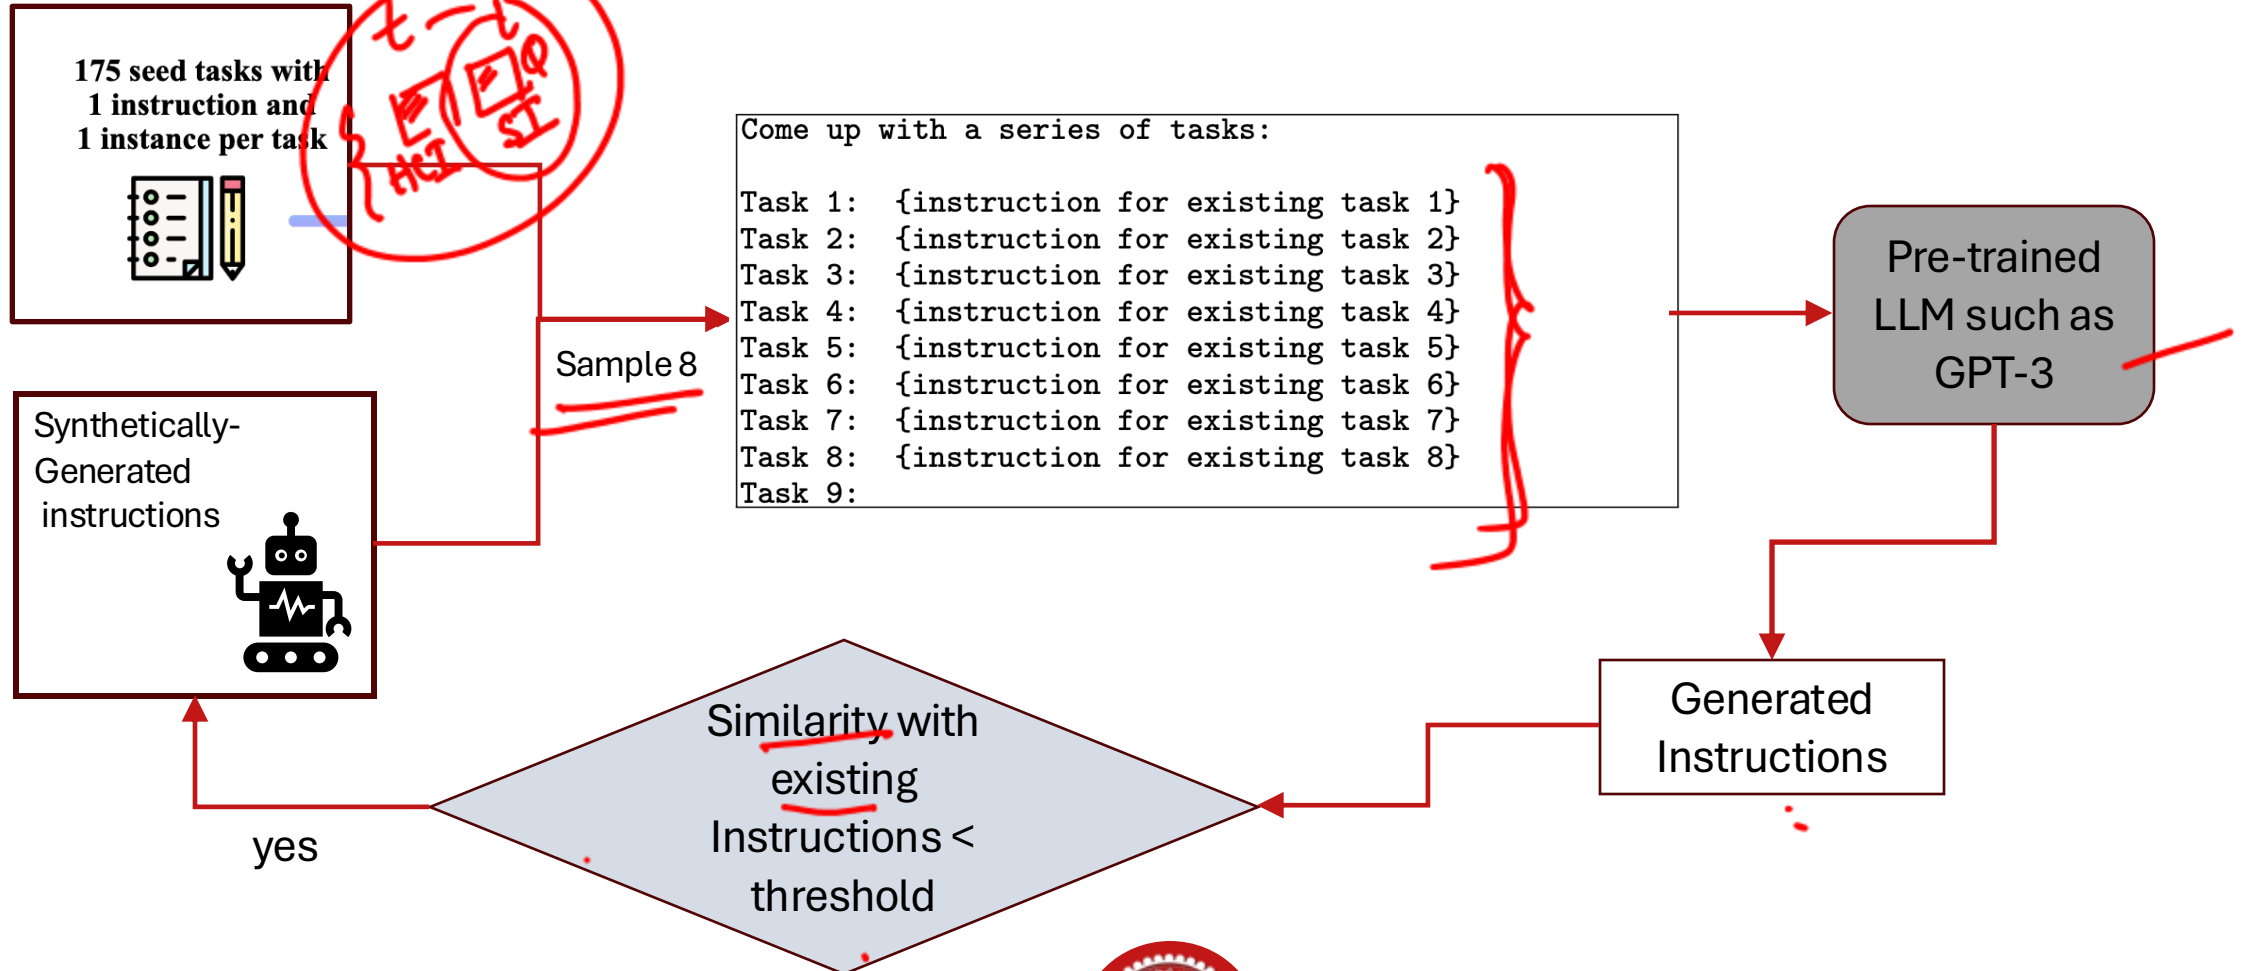 175 seed tasks with
1 instruction and
1 instance per task
t - t
Q
HCI
SI
Synthetically-
Generated
instructions
Sample 8
Come up with a series of tasks:
Task 1: {instruction for existing task 1}
Task 2: {instruction for existing task 2}
Task 3: {instruction for existing task 3}
Task 4: {instruction for existing task 4}
Task 5: {instruction for existing task 5}
Task 6: {instruction for existing task 6}
Task 7: {instruction for existing task 7}
Task 8: {instruction for existing task 8}
Task 9:
Pre-trained
LLM such as
GPT-3
Generated
Instructions
Similarity with
existing
Instructions <
threshold
yes